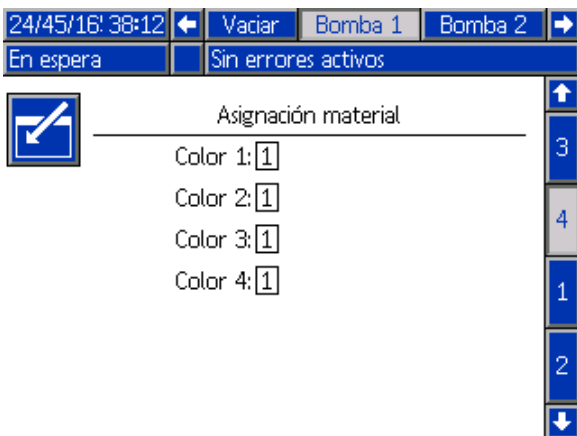 24/45/16! 38:12 Vaciar Bomba 1 Bomba 2
En espera Sin errores activos
Asignación material
3
Color 1: 1
Color 2: 1
4
Color 3: 1
Color 4: 1
1
2